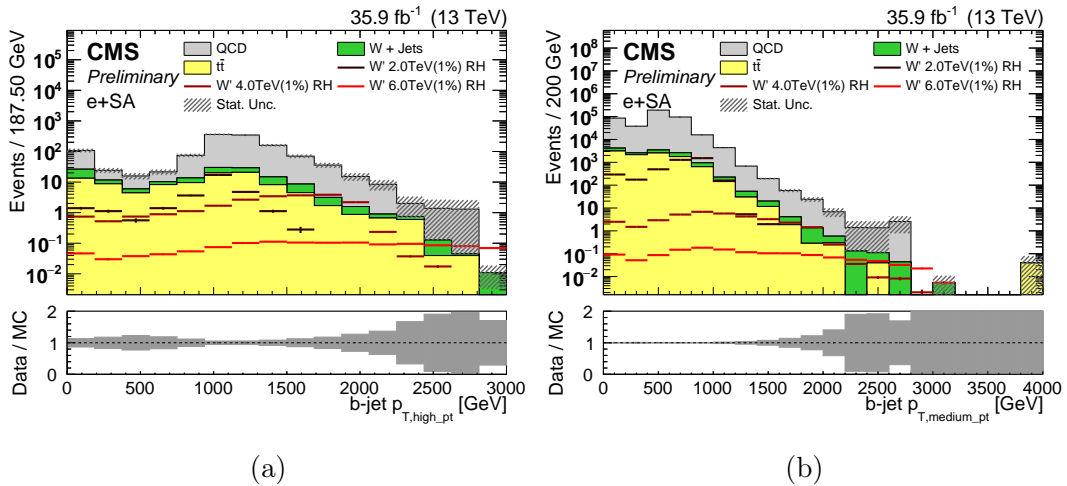 35.9 fb-1 (13 TeV)
CMS
Preliminary
e+SA
QCD
W + Jets
tt̄
W' 2.0TeV(1%) RH
W' 4.0TeV(1%) RH
W' 6.0TeV(1%) RH
Stat. Unc.
Events / 187.50 GeV
10⁵
10⁴
10³
10²
10
1
10⁻¹
10⁻²
Data / MC
2
1
0
0 500 1000 1500 2000 2500 3000
b-jet pT,high_pt [GeV]
(a)
35.9 fb-1 (13 TeV)
CMS
Preliminary
e+SA
QCD
W + Jets
tt̄
W' 2.0TeV(1%) RH
W' 4.0TeV(1%) RH
W' 6.0TeV(1%) RH
Stat. Unc.
Events / 200 GeV
10⁸
10⁷
10⁶
10⁵
10⁴
10³
10²
10
1
10⁻¹
10⁻²
Data / MC
2
1
0
0 500 1000 1500 2000 2500 3000 3500 4000
b-jet pT,medium_pt [GeV]
(b)